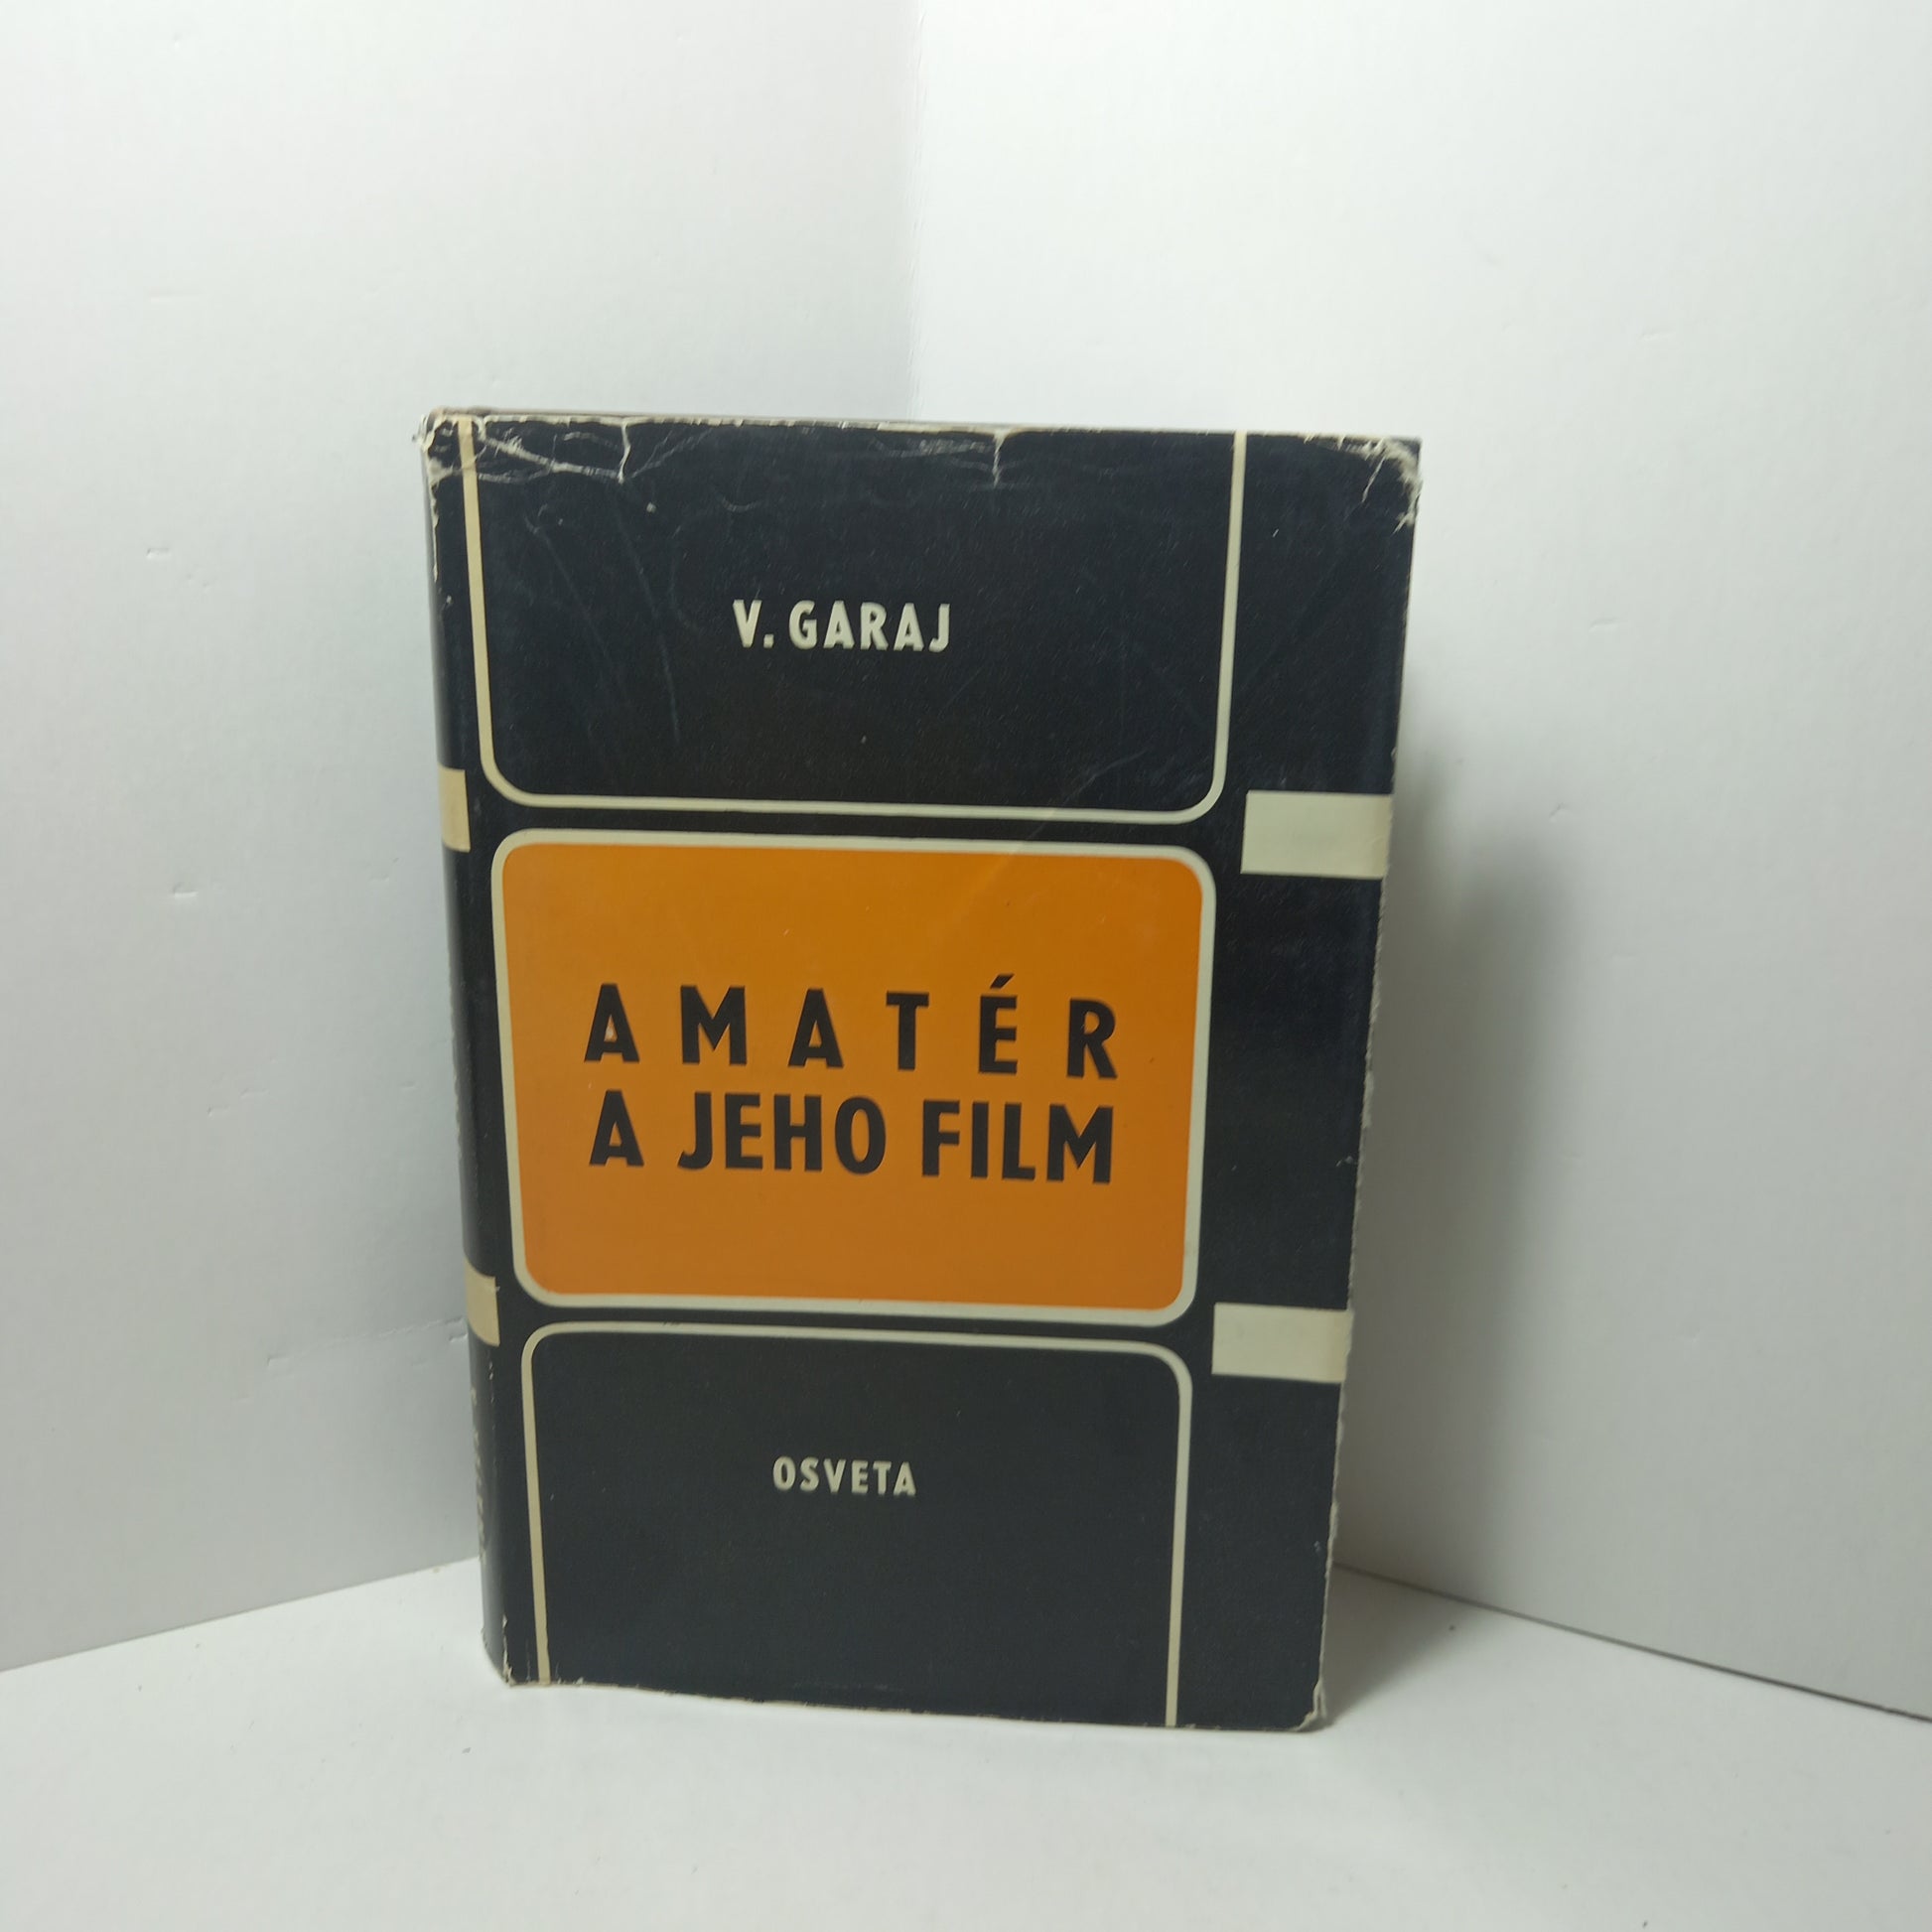 V. GARAJ
AMATÉR
A JEHO FILM
OSVETA